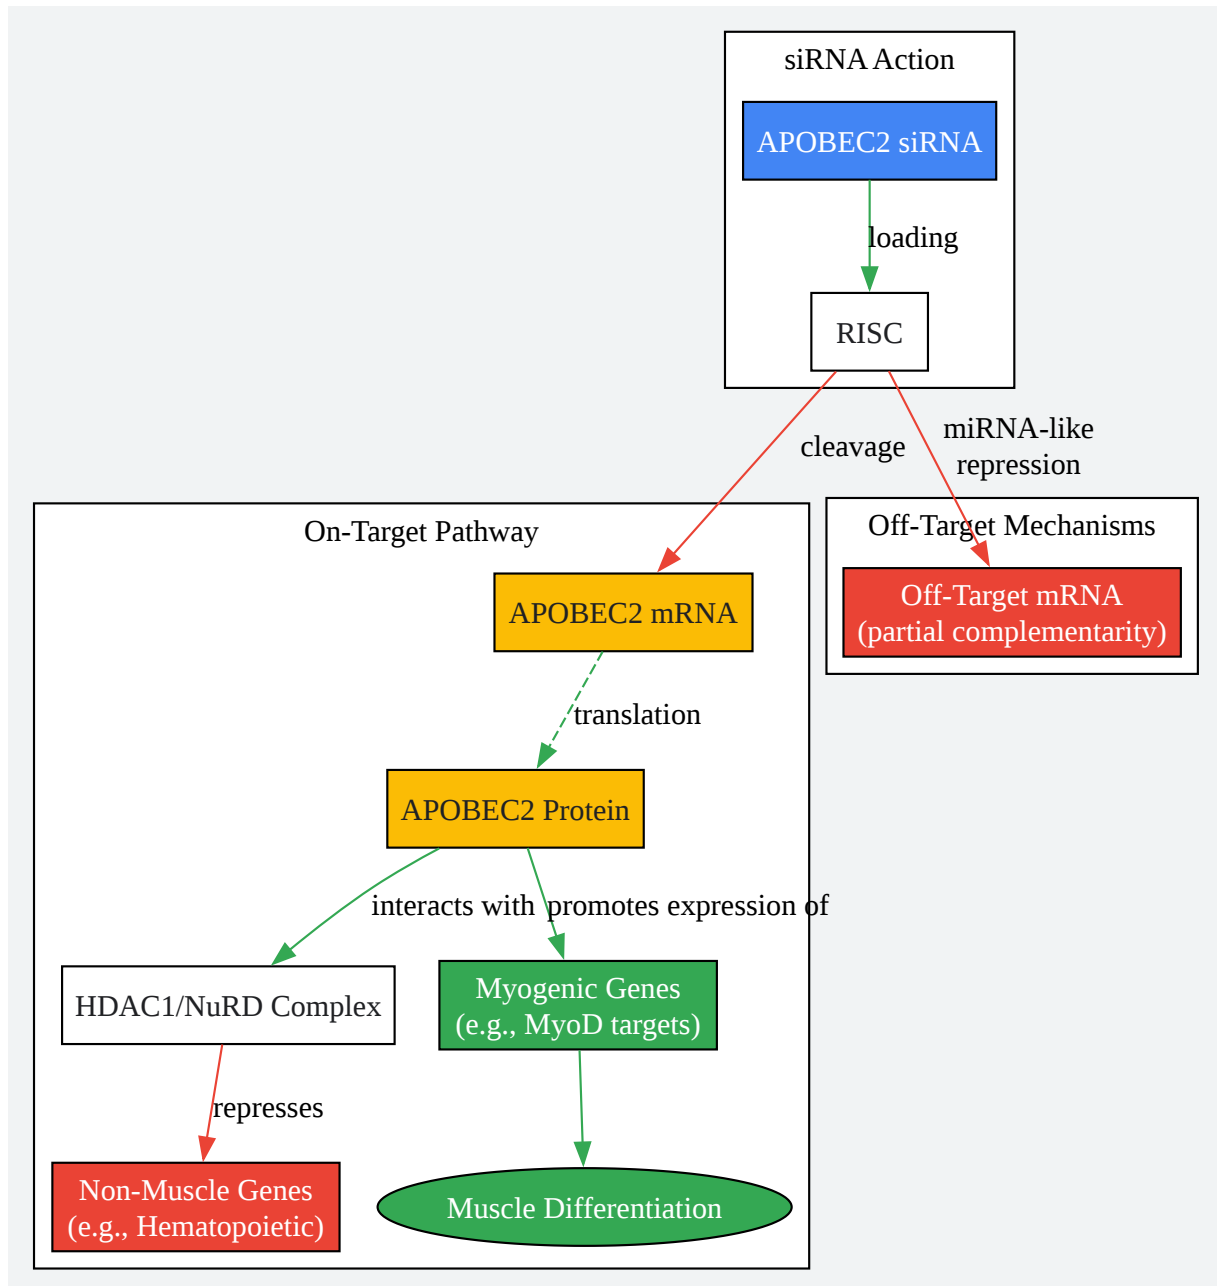 siRNA Action
APOBEC2 siRNA
loading
RISC
cleavage
miRNA-like
repression
On-Target Pathway
Off-Target Mechanisms
APOBEC2 mRNA
Off-Target mRNA
(partial complementarity)
translation
APOBEC2 Protein
interacts with
promotes expression of
HDAC1/NuRD Complex
Myogenic Genes
(e.g., MyoD targets)
represses
Non-Muscle Genes
(e.g., Hematopoietic)
Muscle Differentiation